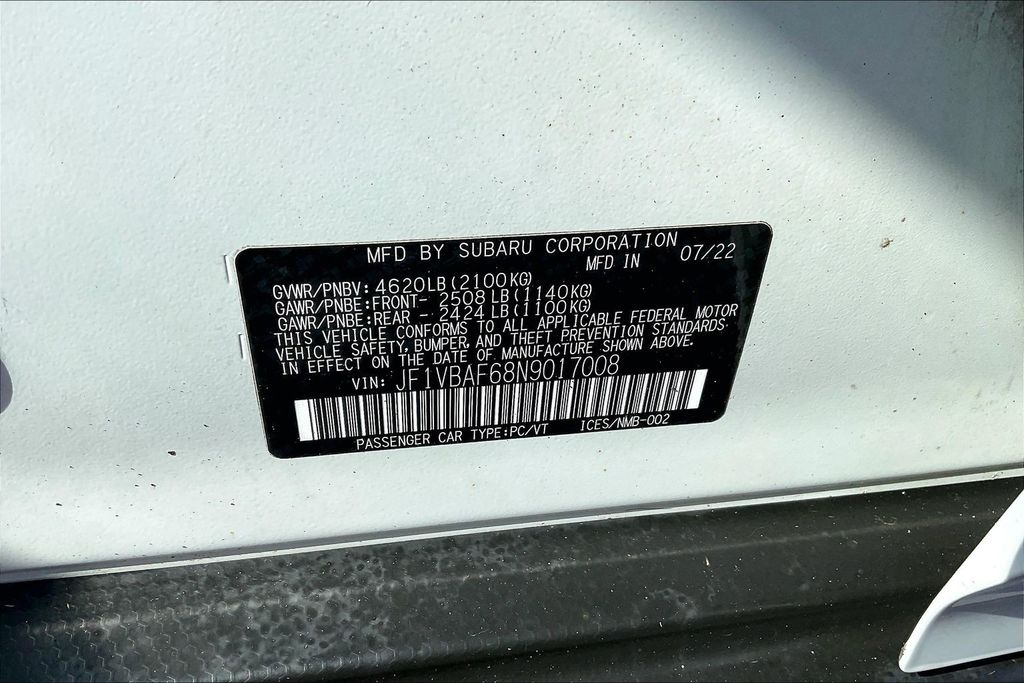 MFD BY SUBARU CORPORATION
MFD IN 07/22
GVWR/PNBV: 4620LB(2100KG)
GAWR/PNBE:FRONT- 2508LB(1140KG)
GAWR/PNBE:REAR - 2424LB(1100KG)
THIS VEHICLE CONFORMS TO ALL APPLICABLE FEDERAL MOTOR
VEHICLE SAFETY, BUMPER, AND THEFT PREVENTION STANDARDS
IN EFFECT ON THE DATE OF MANUFACTURE SHOWN ABOVE.
VIN: JF1VBAF68N9017008
PASSENGER CAR TYPE:PC/VT ICES/NMB-002